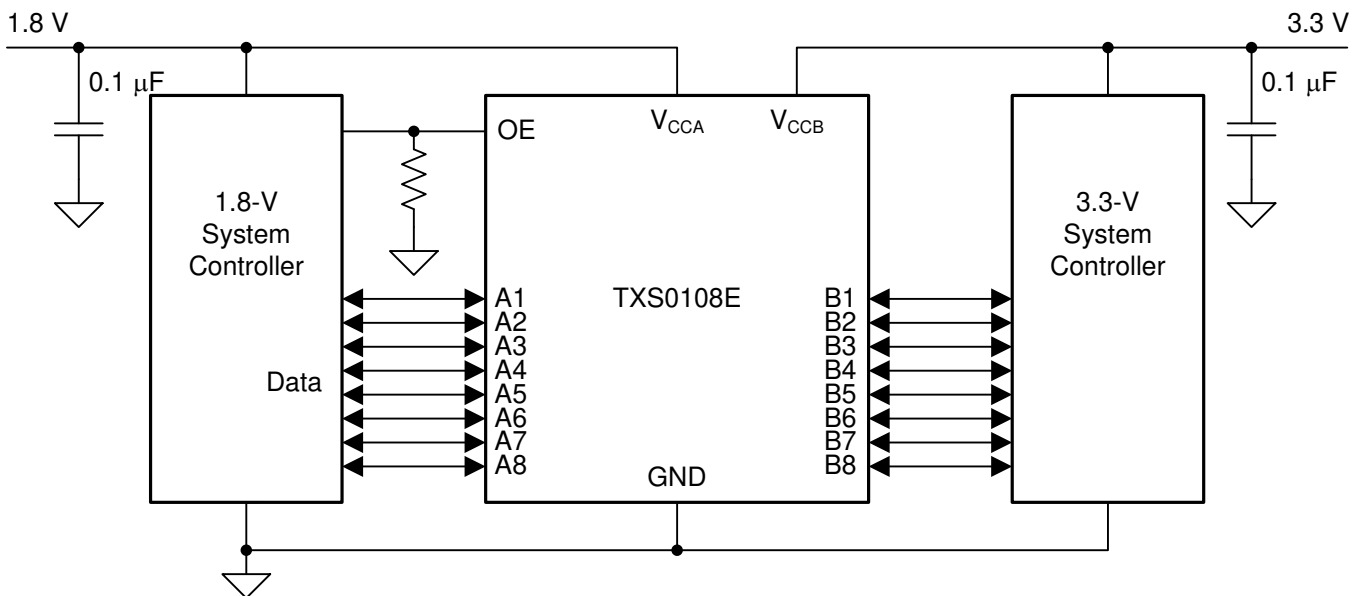 1.8 V
3.3 V
0.1 μF
0.1 μF
OE
VCCA
VCCB
1.8-V
System
Controller
3.3-V
System
Controller
TXS0108E
Data
A1
A2
A3
A4
A5
A6
A7
A8
B1
B2
B3
B4
B5
B6
B7
B8
GND